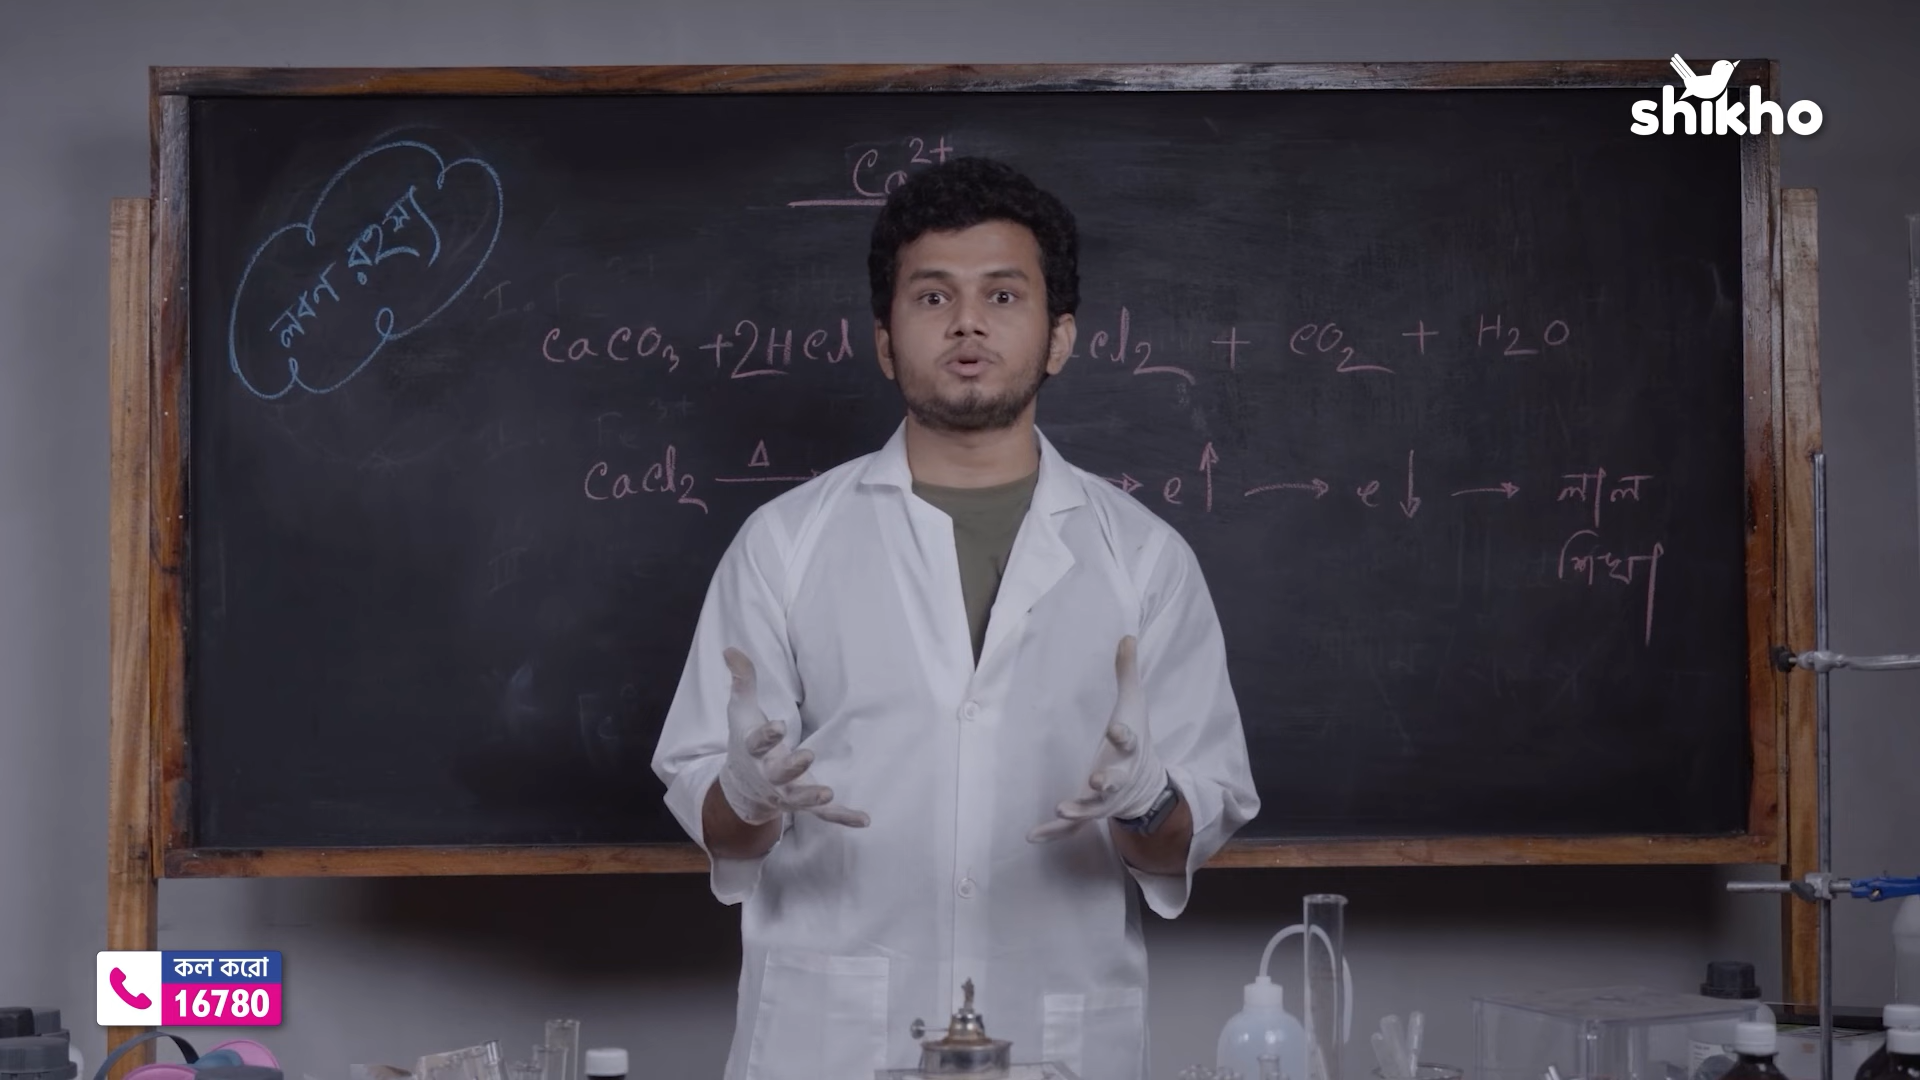 shikho
লবণ রহস্য
Ca²⁺
CaCO₃ + 2HCl Cl₂ + CO₂ + H₂O
CaCl₂ Δ→ → e↑ → e↓ → লাল
শিখা
কল করো
16780